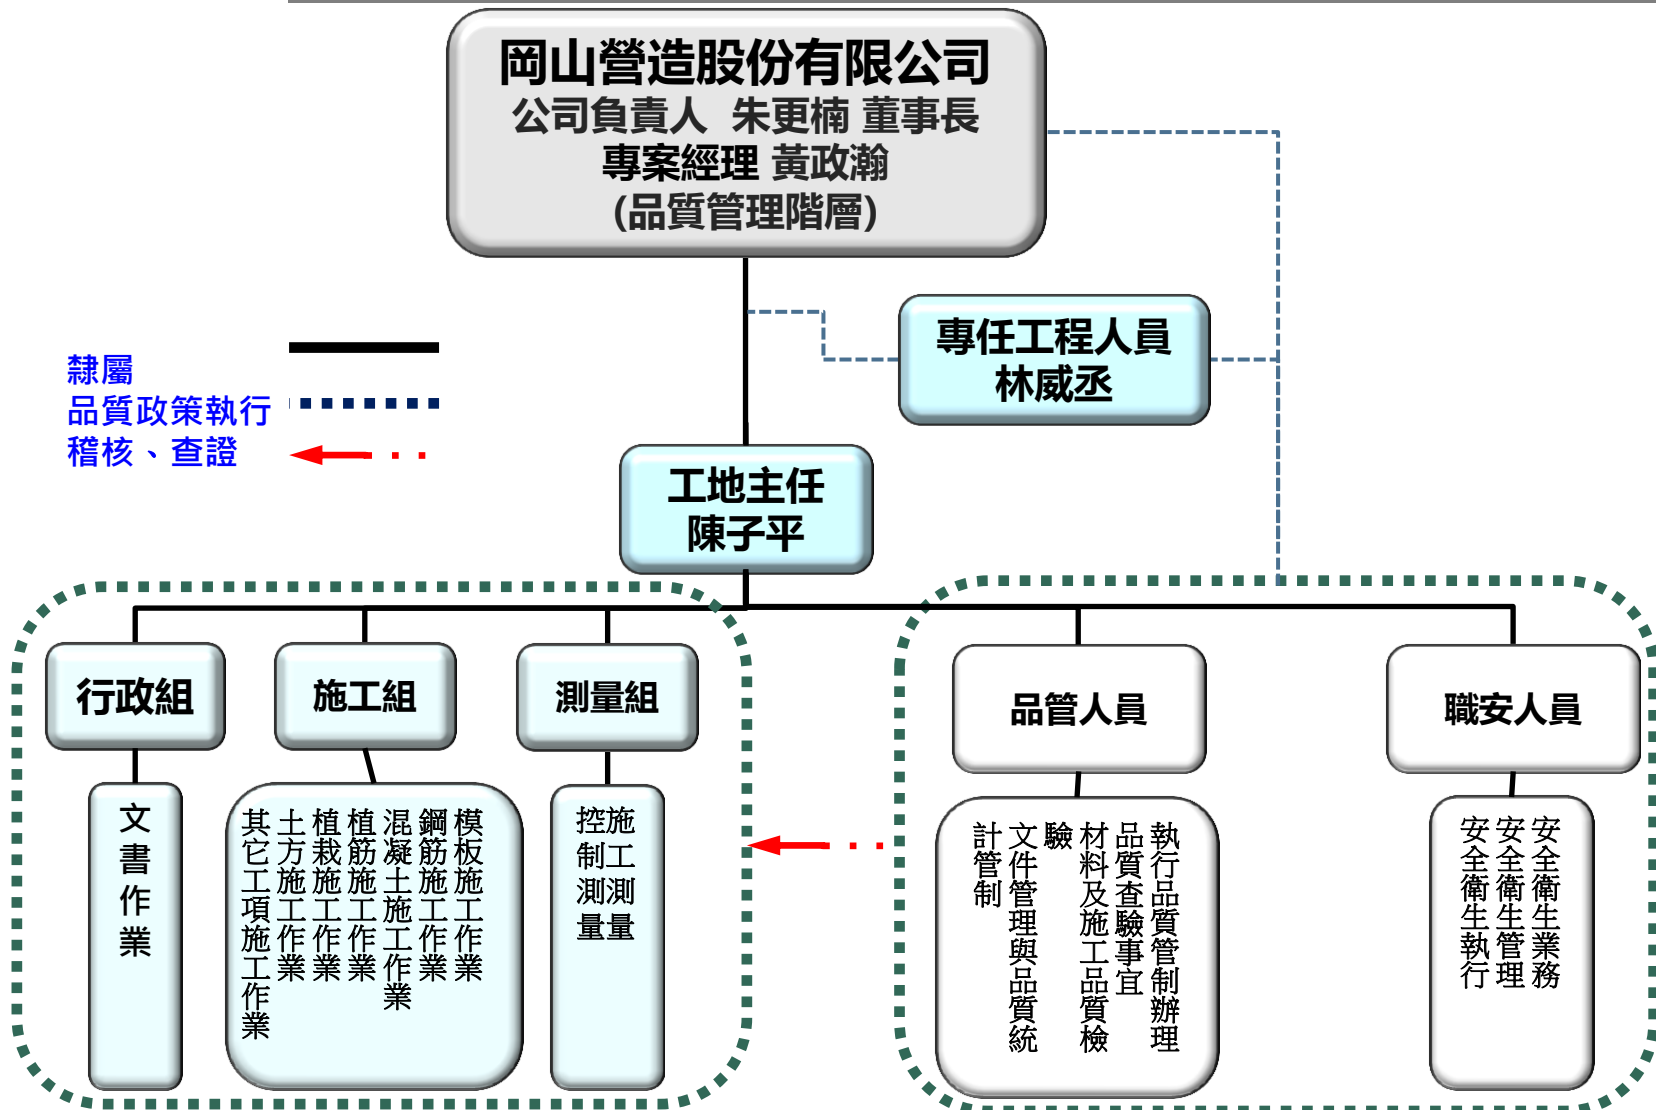 岡山營造股份有限公司
公司負責人 朱更楠 董事長
專案經理 黃政瀚
(品質管理階層)
專任工程人員
林威丞
隸屬
品質政策執行
稽核、查證
工地主任
陳子平
行政組
施工組
測量組
品管人員
職安人員
文書作業
模板施工作業
鋼筋施工作業
混凝土施工作業
植筋施工作業
植栽施工作業
土方施工作業
其它工項施工作業
施工測量
控制測量
執行品質管制辦理
品質查驗事宜
材料及施工品質檢
驗
文件管理與品質統
計管制
安全衛生業務
安全衛生管理
安全衛生執行